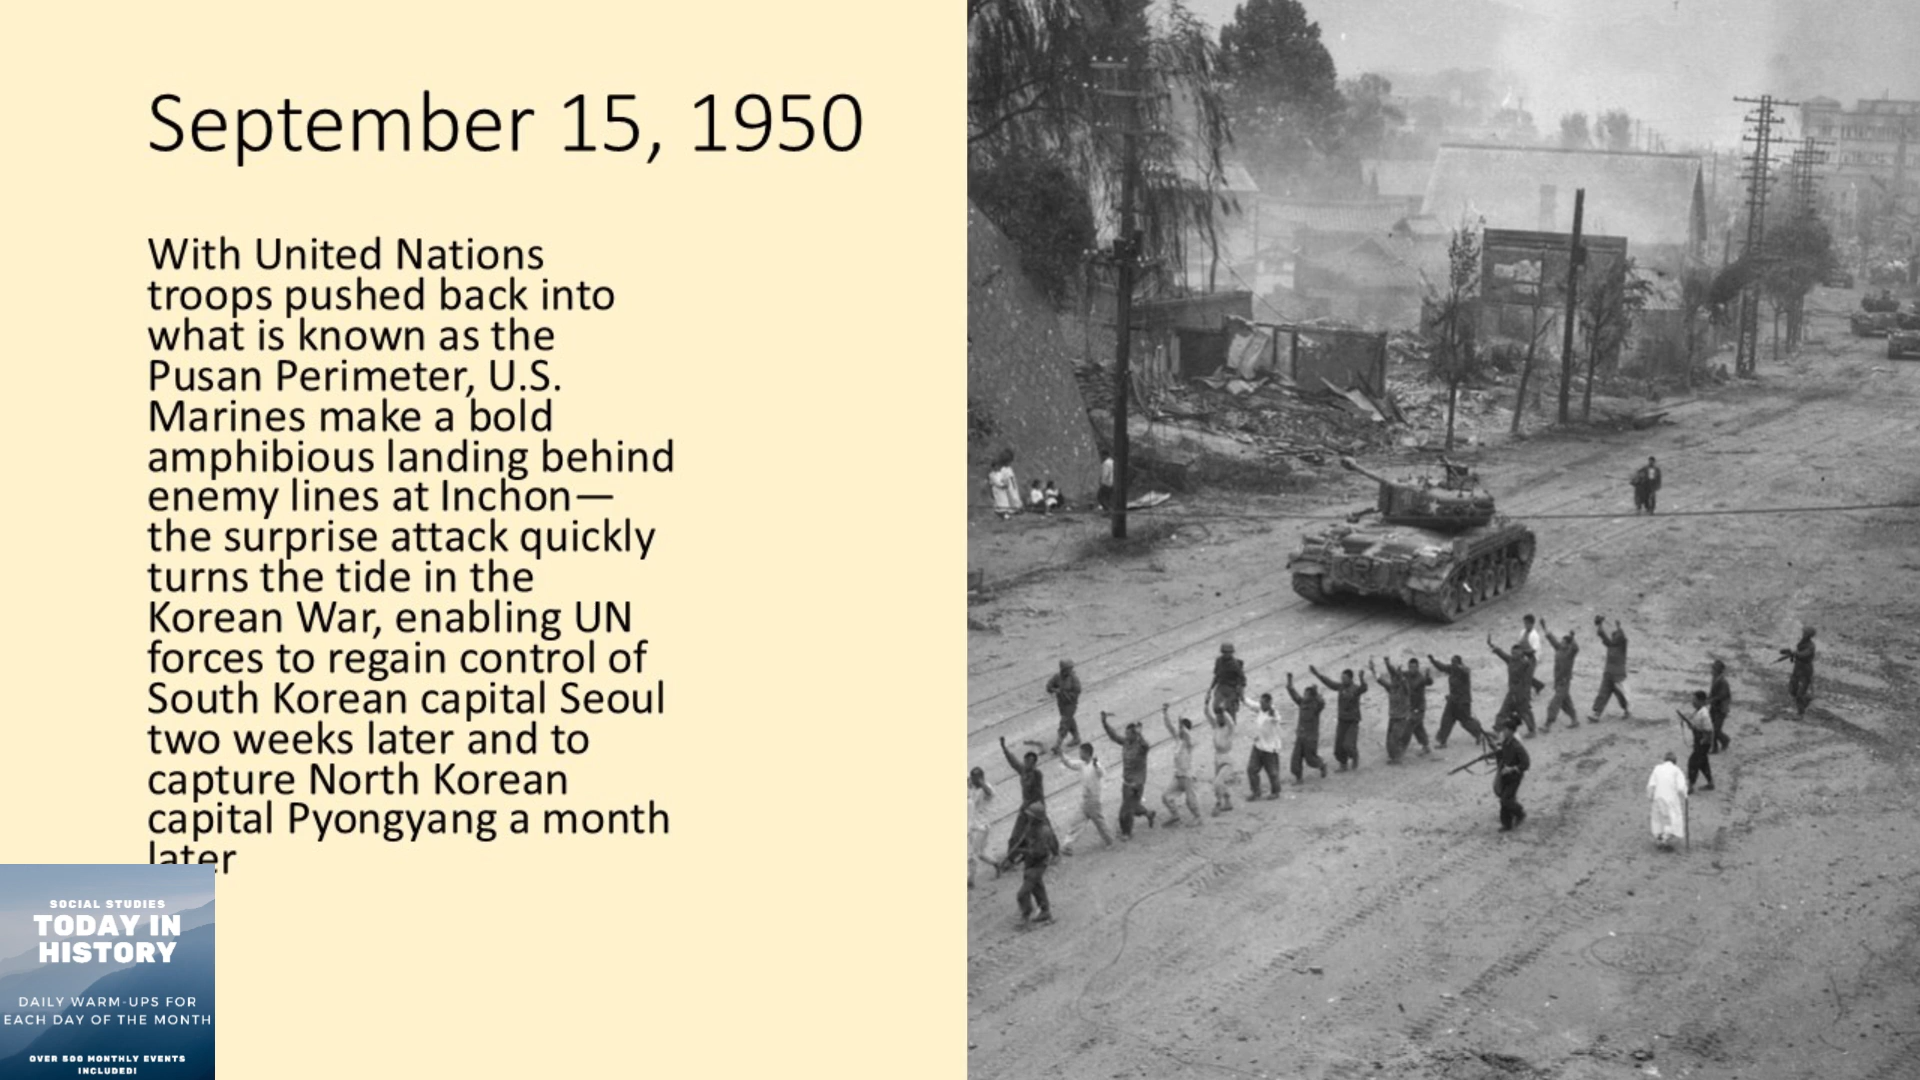 September 15, 1950
With United Nations
troops pushed back into
what is known as the
Pusan Perimeter, U.S.
Marines make a bold
amphibious landing behind
enemy lines at Inchon—
the surprise attack quickly
turns the tide in the
Korean War, enabling UN
forces to regain control of
South Korean capital Seoul
two weeks later and to
capture North Korean
capital Pyongyang a month
later
SOCIAL STUDIES
TODAY IN
HISTORY
DAILY WARM-UPS FOR
EACH DAY OF THE MONTH
OVER 500 MONTHLY EVENTS
INCLUDED!